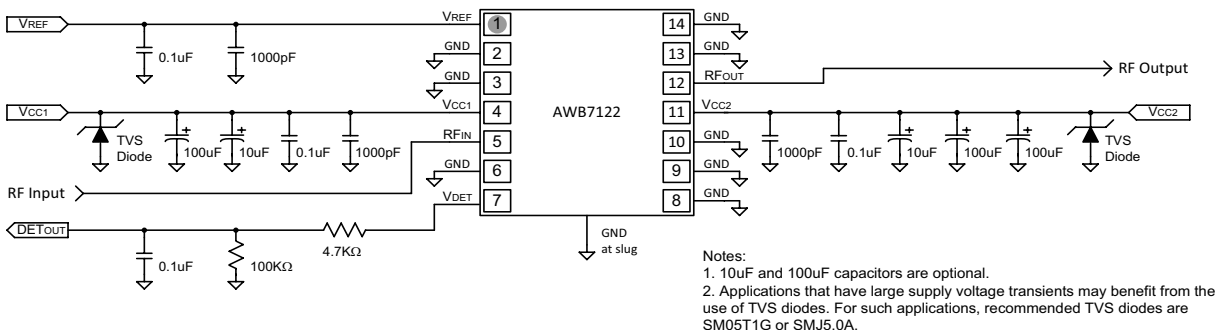 VREF
VREF
1
14
GND
0.1uF
1000pF
GND
2
13
GND
GND
3
12
RFOUT
RF Output
VCC1
VCC1
4
AWB7122
11
VCC2
VCC2
TVS
Diode
100uF
10uF
0.1uF
1000pF
RFIN
5
10
GND
1000pF
0.1uF
10uF
100uF
100uF
TVS
Diode
GND
6
9
GND
RF Input
VDET
7
8
GND
DETOUT
4.7KΩ
0.1uF
100KΩ
GND
at slug
Notes:
1. 10uF and 100uF capacitors are optional.
2. Applications that have large supply voltage transients may benefit from the
use of TVS diodes. For such applications, recommended TVS diodes are
SM05T1G or SMJ5.0A.